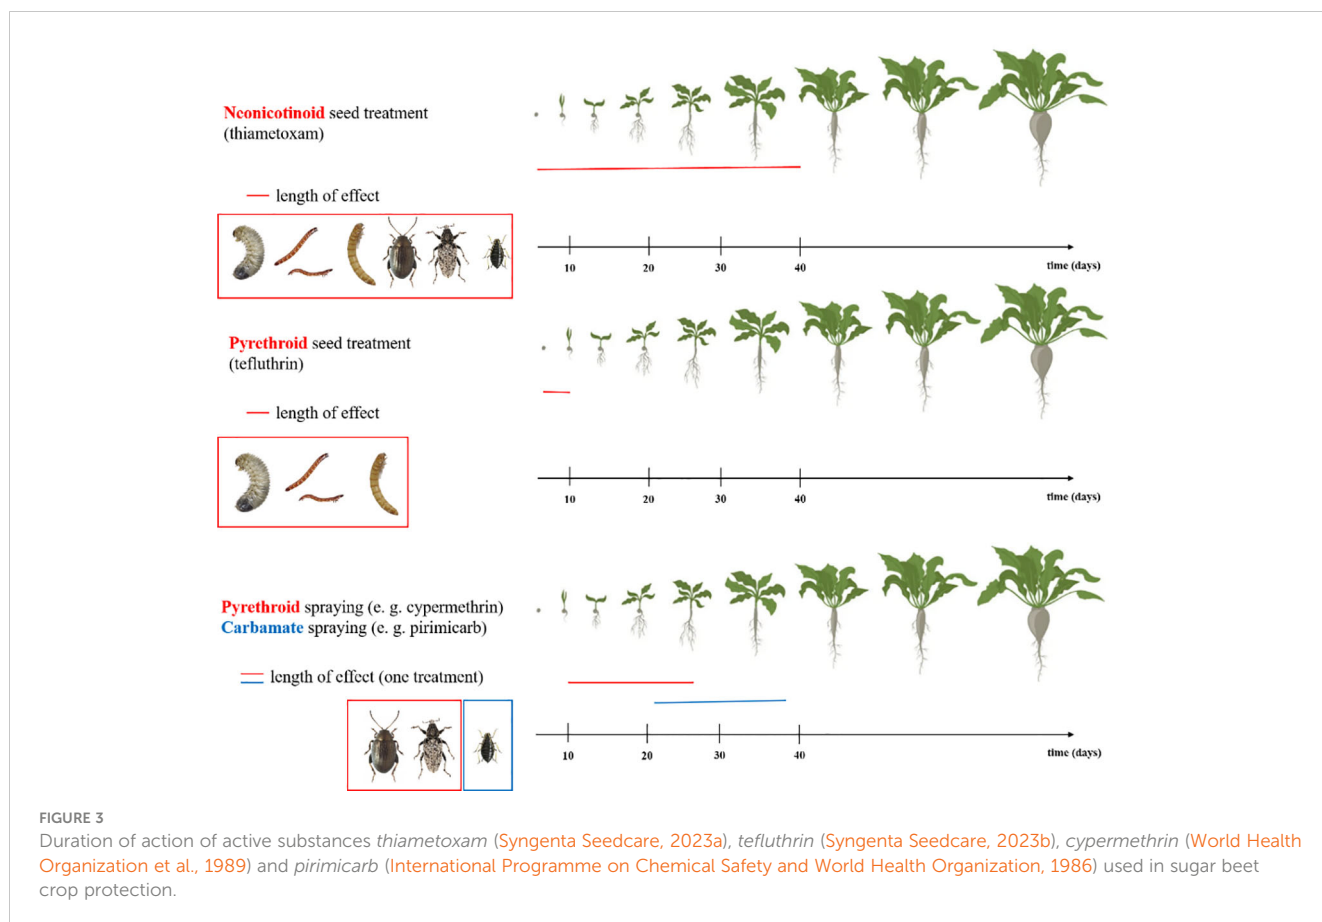 Neonicotinoid seed treatment
(thiametoxam)
length of effect
10 20 30 40 time (days)
Pyrethroid seed treatment
(tefluthrin)
length of effect
10 20 30 40 time (days)
Pyrethroid spraying (e. g. cypermethrin)
Carbamate spraying (e. g. pirimicarb)
length of effect (one treatment)
10 20 30 40 time (days)
FIGURE 3
Duration of action of active substances thiametoxam (Syngenta Seedcare, 2023a), tefluthrin (Syngenta Seedcare, 2023b), cypermethrin (World Health
Organization et al., 1989) and pirimicarb (International Programme on Chemical Safety and World Health Organization, 1986) used in sugar beet
crop protection.